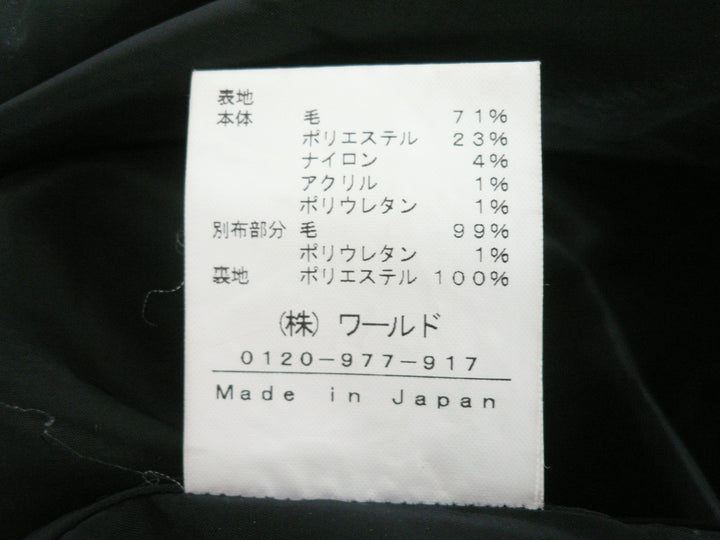 表地
本体 毛 71%
ポリエステル 23%
ナイロン 4%
アクリル 1%
ポリウレタン 1%
別布部分 毛 99%
ポリウレタン 1%
裏地 ポリエステル 100%
(株) ワールド
0120-977-917
Made in Japan